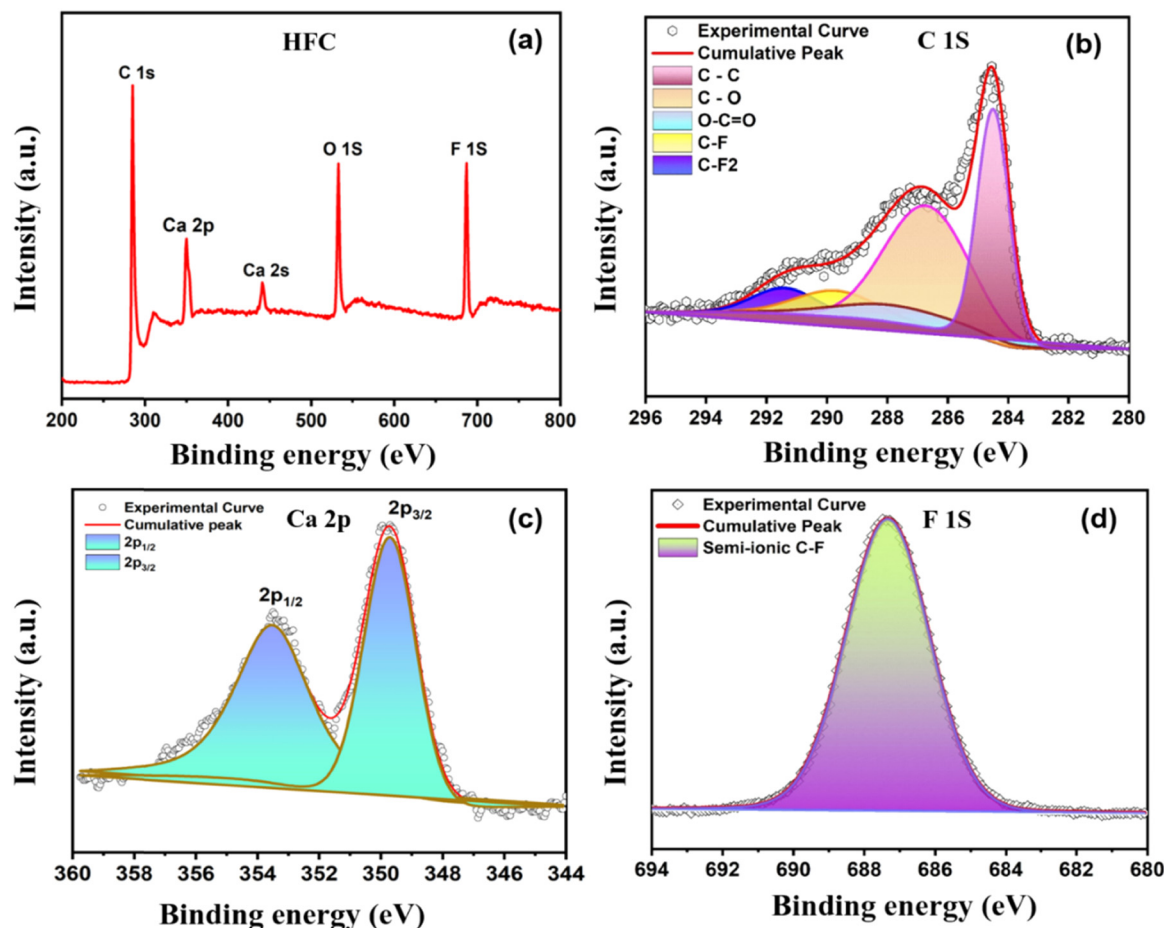 HFC
(a)
C 1s
Ca 2p
Ca 2s
O 1S
F 1S
Intensity (a.u.)
200 300 400 500 600 700 800
Binding energy (eV)
Experimental Curve
Cumulative Peak
C - C
C - O
O-C=O
C-F
C-F2
C 1S
(b)
Intensity (a.u.)
296 294 292 290 288 286 284 282 280
Binding energy (eV)
Experimental Curve
Cumulative peak
2p1/2
2p3/2
Ca 2p
2p3/2
(c)
2p1/2
Intensity (a.u.)
360 358 356 354 352 350 348 346 344
Binding energy (eV)
Experimental Curve
Cumulative Peak
Semi-ionic C-F
F 1S
(d)
Intensity (a.u.)
694 692 690 688 686 684 682 680
Binding energy (eV)